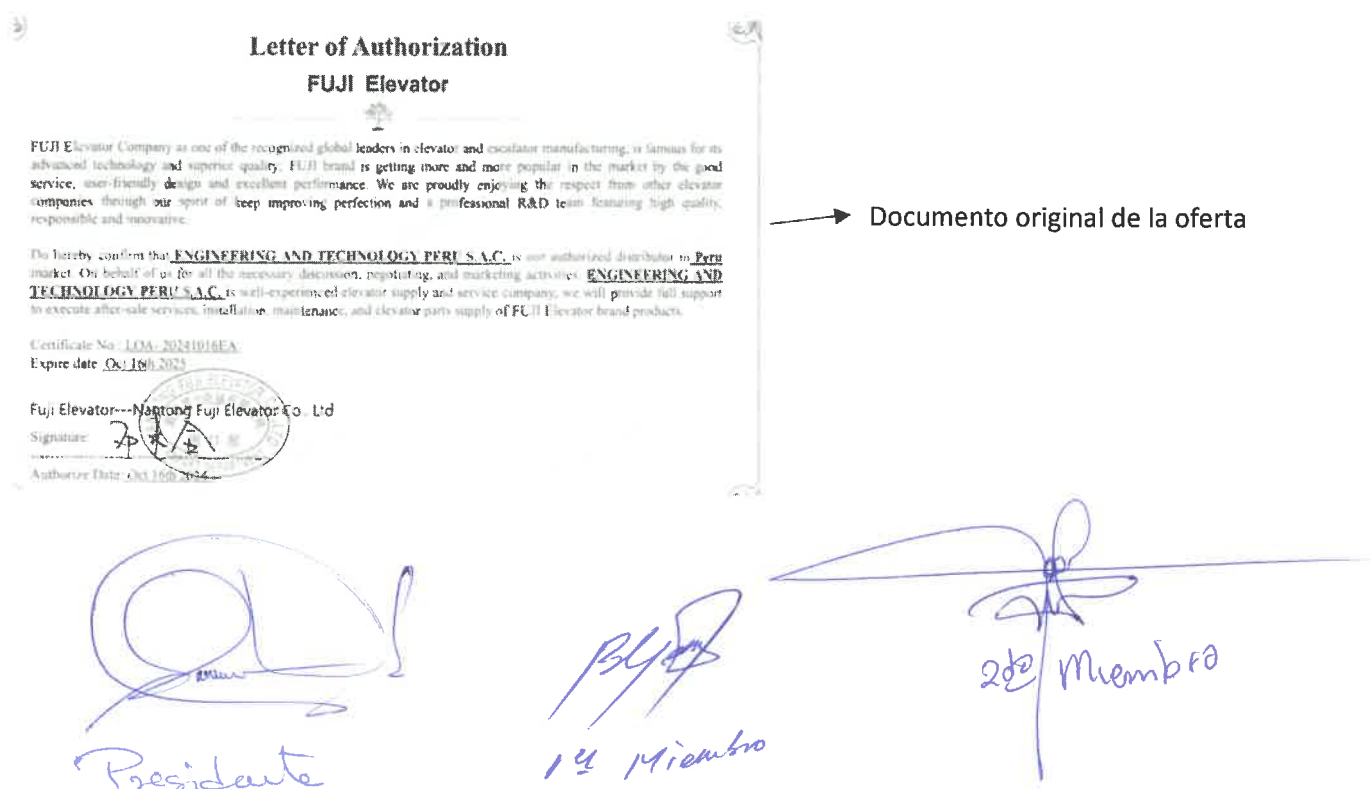 Letter of Authorization
FUJI Elevator
FUJI Elevator Company as one of the recognized global leaders in elevator and escalator manufacturing, is famous for its
advanced technology and superior quality. FUJI brand is getting more and more popular in the market by the good
service, user-friendly design and excellent performance. We are proudly enjoying the respect from other elevator
companies through our spirit of keep improving perfection and a professional R&D team featuring high quality,
responsible and innovative.
Do hereby confirm that ENGINEERING AND TECHNOLOGY PERU S.A.C. is our authorized distributor in Peru
market. On behalf of us for all the necessary discussion, negotiating, and marketing activities. ENGINEERING AND
TECHNOLOGY PERU S.A.C. is well-experienced elevator supply and service company, we will provide full support
to execute after-sale services, installation, maintenance, and elevator parts supply of FUJI Elevator brand products.
Certificate No : LOA- 20241016EA
Expire date Oct 16th 2025
Fuji Elevator---Nantong Fuji Elevator Co. Ltd
Signature:
Authorize Date: Oct 16th 2024
Documento original de la oferta
Presidente
1er Miembro
2do Miembro